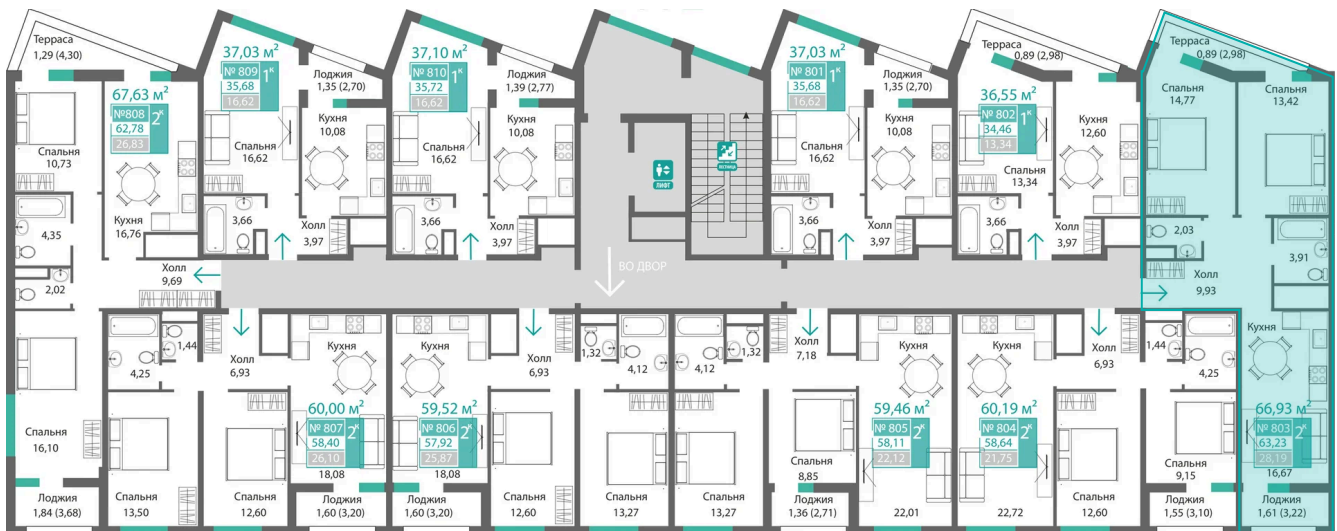 Терраса
1,29 (4,30)
67,63 м²
№808
62,78
26,83
2к
Спальня
10,73
Кухня
16,76
4,35
2,02
Холл
9,69
Спальня
16,10
Лоджия
1,84 (3,68)
37,03 м²
№ 809
35,68
16,62
1к
Лоджия
1,35 (2,70)
Кухня
10,08
Спальня
16,62
3,66
Холл
3,97
37,10 м²
№ 810
35,72
16,62
1к
Лоджия
1,39 (2,77)
Кухня
10,08
Спальня
16,62
3,66
Холл
3,97
ЛИФТ
ВО ДВОР
37,03 м²
№ 801
35,68
16,62
1к
Лоджия
1,35 (2,70)
Кухня
10,08
Спальня
16,62
3,66
Холл
3,97
Терраса
0,89 (2,98)
36,55 м²
№ 802
34,46
13,34
1к
Кухня
12,60
Спальня
13,34
3,66
Холл
3,97
Терраса
0,89 (2,98)
Спальня
14,77
Спальня
13,42
2,03
3,91
Холл
9,93
Кухня
66,93 м²
№ 803
63,23
28,19
2к
16,67
Лоджия
1,61 (3,22)
1,44
4,25
Холл
6,93
Кухня
60,00 м²
№ 807
58,40
26,10
2к
18,08
Спальня
13,50
Спальня
12,60
Лоджия
1,60 (3,20)
Кухня
Холл
6,93
59,52 м²
№ 806
57,92
25,87
2к
18,08
1,32
4,12
Лоджия
1,60 (3,20)
Спальня
12,60
Спальня
13,27
4,12
1,32
Холл
7,18
Кухня
59,46 м²
№ 805
58,11
22,12
2к
Спальня
13,27
Спальня
8,85
Лоджия
1,36 (2,71)
22,01
Кухня
Холл
6,93
1,44
4,25
60,19 м²
№ 804
58,64
21,75
2к
22,72
Спальня
12,60
Спальня
9,15
Лоджия
1,55 (3,10)